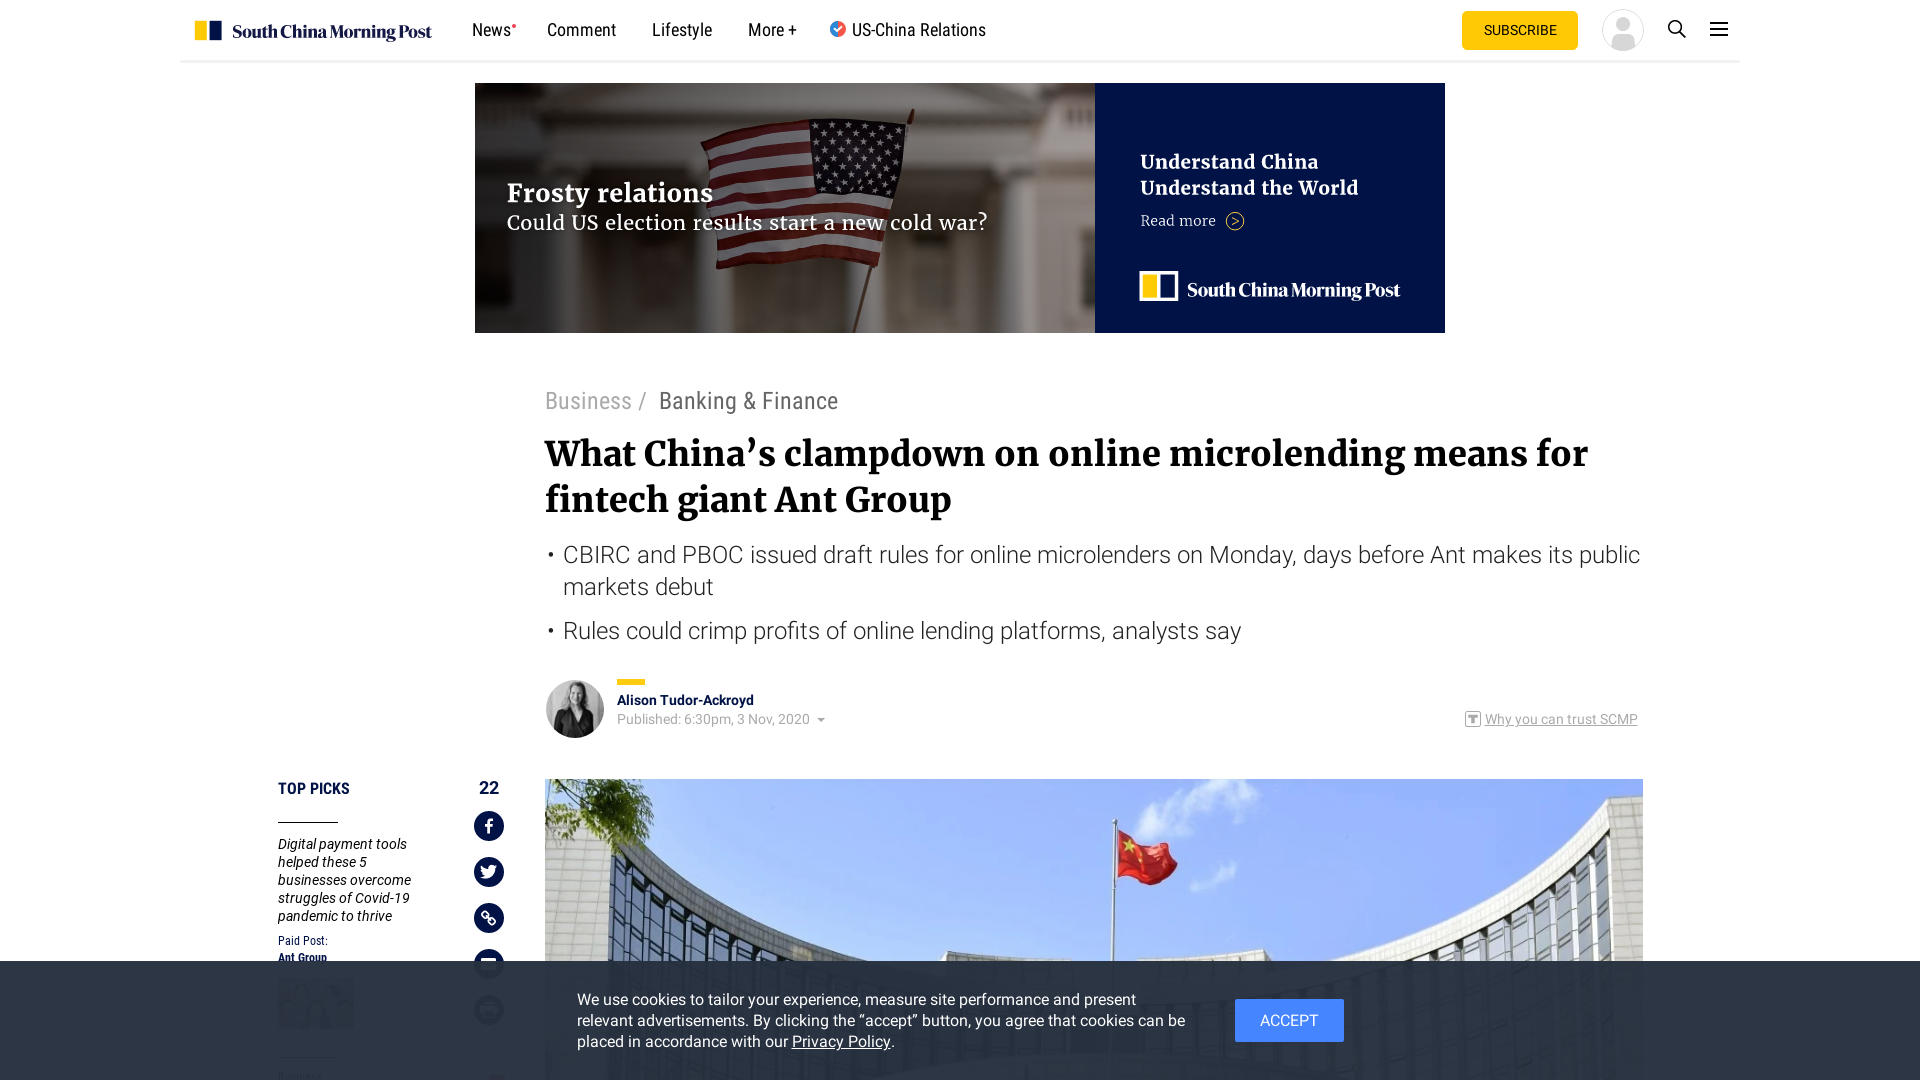 South China Morning Post
News
Comment
Lifestyle
More +
US-China Relations
SUBSCRIBE
Frosty relations
Could US election results start a new cold war?
Understand China
Understand the World
Read more >
South China Morning Post
Business / Banking & Finance
What China’s clampdown on online microlending means for
fintech giant Ant Group
• CBIRC and PBOC issued draft rules for online microlenders on Monday, days before Ant makes its public
markets debut
• Rules could crimp profits of online lending platforms, analysts say
Alison Tudor-Ackroyd
Published: 6:30pm, 3 Nov, 2020
T Why you can trust SCMP
TOP PICKS
22
Digital payment tools
helped these 5
businesses overcome
struggles of Covid-19
pandemic to thrive
Paid Post:
Ant Group
We use cookies to tailor your experience, measure site performance and present
relevant advertisements. By clicking the “accept” button, you agree that cookies can be
placed in accordance with our Privacy Policy.
ACCEPT